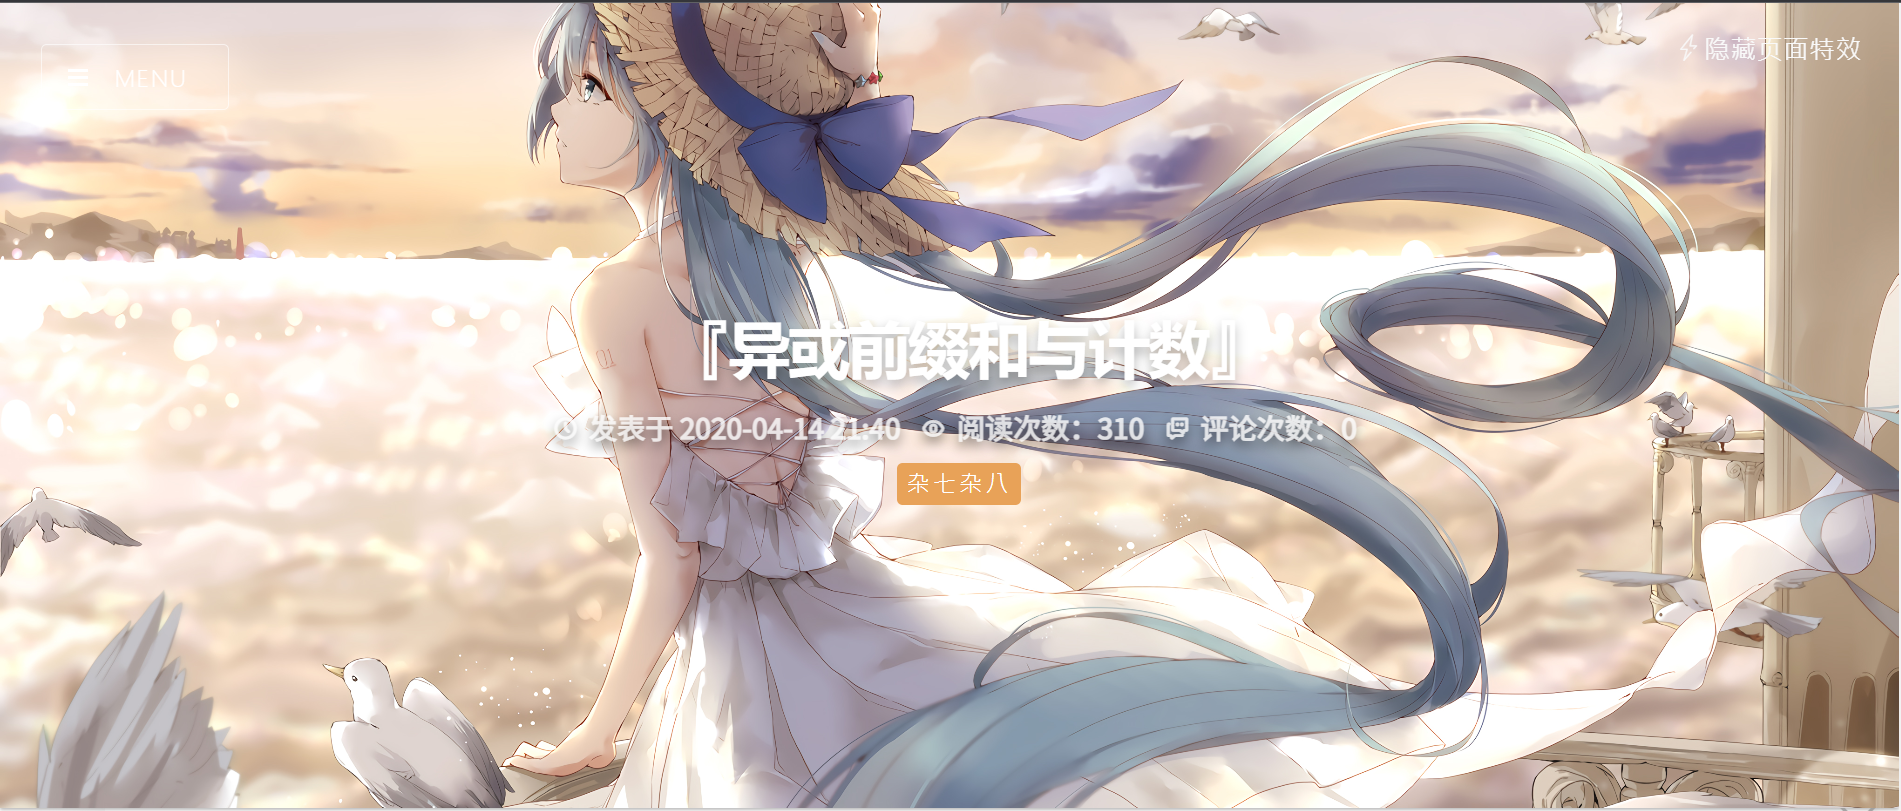 MENU
隐藏页面特效
『异或前缀和与计数』
发表于 2020-04-14 21:40 阅读次数：310 评论次数：0
杂七杂八
01